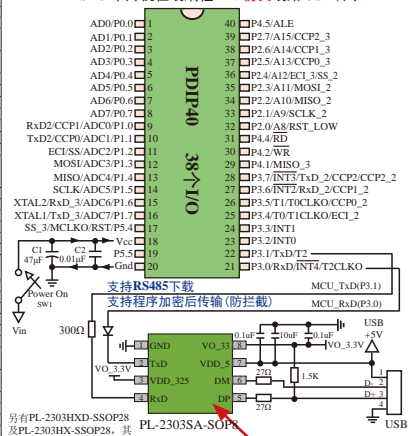 AD0/P0.0 1 40 P4.5/ALE
AD1/P0.1 2 39 P2.7/A15/CCP2_3
AD2/P0.2 3 38 P2.6/A14/CCP1_3
AD3/P0.3 4 37 P2.5/A13/CCP0_3
AD4/P0.4 5 36 P2.4/A12/ECI_3/SS_2
AD5/P0.5 6 35 P2.3/A11/MOSI_2
AD6/P0.6 7 34 P2.2/A10/MISO_2
AD7/P0.7 8 33 P2.1/A9/SCLK_2
RxD2/CCP1/ADC0/P1.0 9 32 P2.0/A8/RST_LOW
TxD2/CCP0/ADC1/P1.1 10 31 P4.4/RD
ECI/SS/ADC2/P1.2 11 30 P4.2/WR
MOSI/ADC3/P1.3 12 29 P4.1/MISO_3
MISO/ADC4/P1.4 13 28 P3.7/INT3/TxD_2/CCP2/CCP2_2
SCLK/ADC5/P1.5 14 27 P3.6/INT2/RxD_2/CCP1_2
XTAL2/RxD_3/ADC6/P1.6 15 26 P3.5/T1/T0CLKO/CCP0_2
XTAL1/TxD_3/ADC7/P1.7 16 25 P3.4/T0/T1CLKO/ECI_2
SS_3/MCLKO/RST/P5.4 17 24 P3.3/INT1
Vcc 18 23 P3.2/INT0
P5.5 19 22 P3.1/TxD/T2
Gnd 20 21 P3.0/RxD/INT4/T2CLKO
PDIP40 38个I/O
C1
47μF
C2
0.01μF
Power On
SW1
Vin
支持RS485下载
支持程序加密后传输(防拦截)
MCU_TxD(P3.1)
MCU_RxD(P3.0)
300Ω
1 GND VO_33 8
2 TxD VDD_5 7
3 VDD_325 DM 6
4 RxD DP 5
VO_3.3V
0.1uF 10uF 0.1uF
VO_3.3V
USB
+5V
27Ω
27Ω
1.5K
1
D- 2
D+ 3
4
USB
PL-2303SA-SOP8
另有PL-2303HXD-SSOP28
及PL-2303HX-SSOP28，其